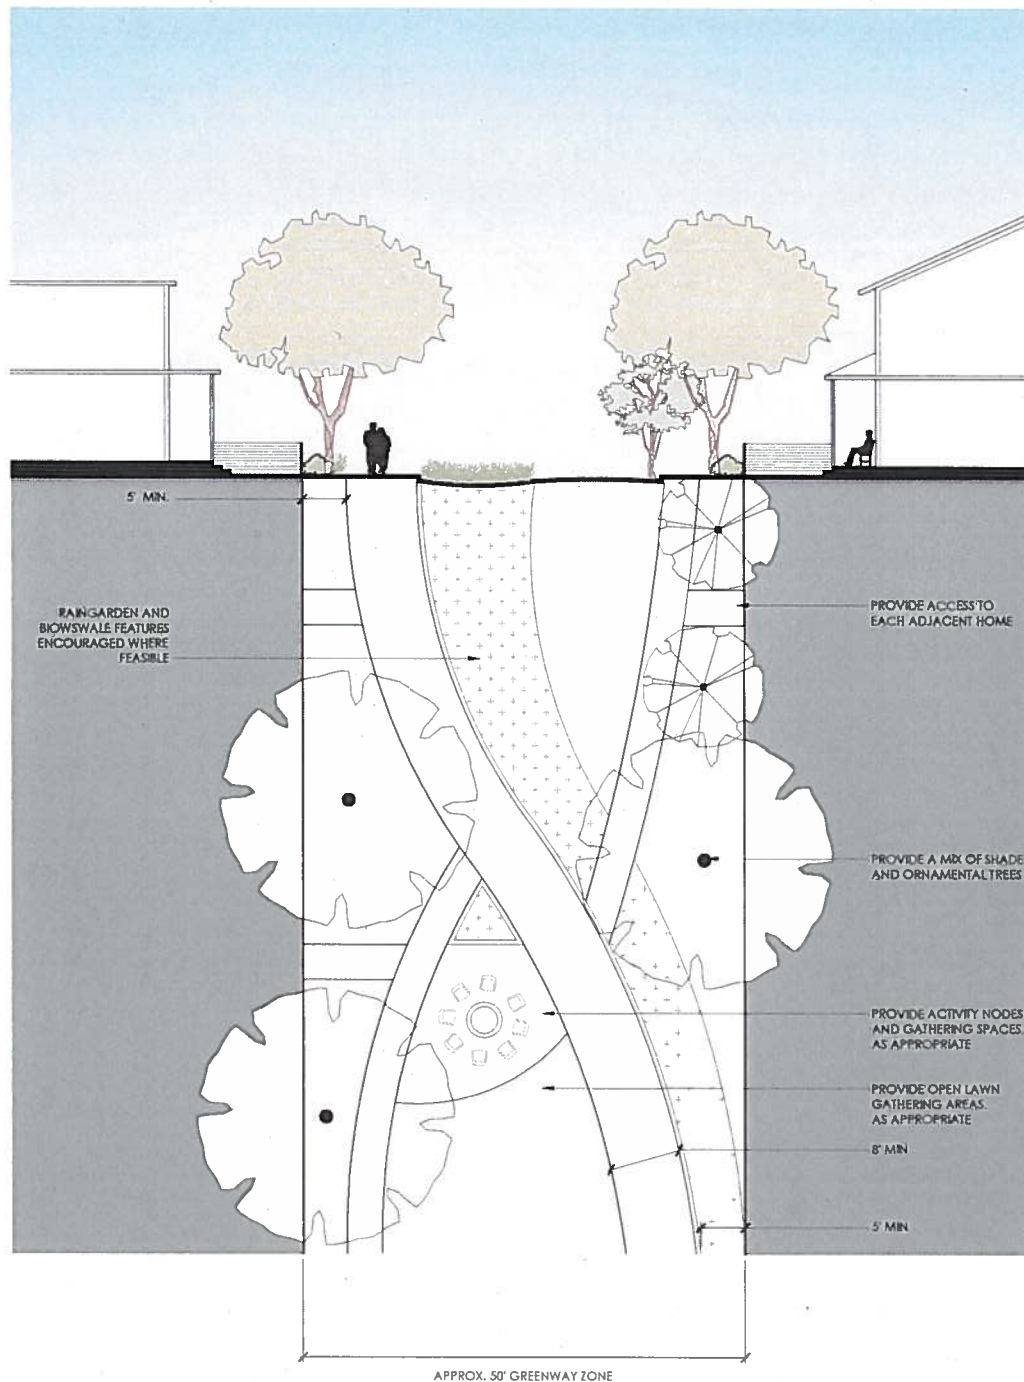 5' MIN.
RAINGARDEN AND
BIOWSWALE FEATURES
ENCOURAGED WHERE
FEASIBLE
PROVIDE ACCESS TO
EACH ADJACENT HOME
PROVIDE A MIX OF SHADE
AND ORNAMENTAL TREES
PROVIDE ACTIVITY NODES
AND GATHERING SPACES,
AS APPROPRIATE
PROVIDE OPEN LAWN
GATHERING AREAS,
AS APPROPRIATE
8' MIN
5' MIN
APPROX. 50' GREENWAY ZONE